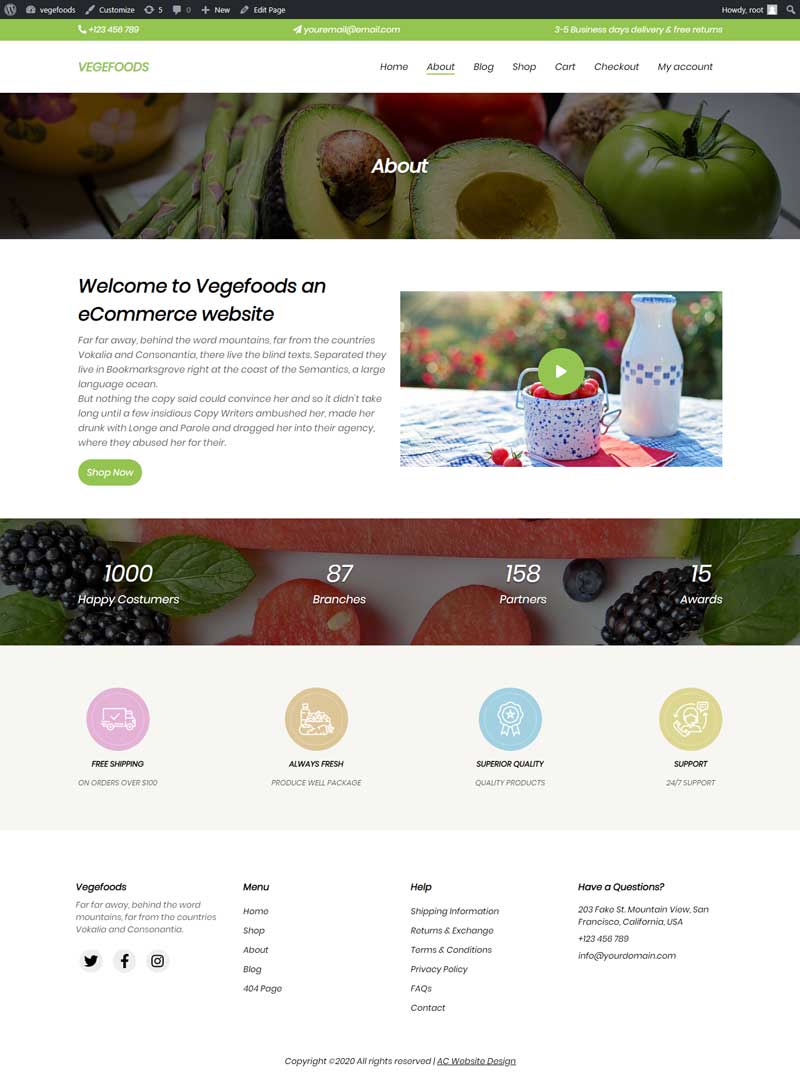 vegefoods Customize 5 0 New Edit Page Howdy, root
+123 456 789 youremail@email.com 3-5 Business days delivery & free returns
VEGEFOODS Home About Blog Shop Cart Checkout My account
About
Welcome to Vegefoods an
eCommerce website
Far far away, behind the word mountains, far from the countries
Vokalia and Consonantia, there live the blind texts. Separated they
live in Bookmarksgrove right at the coast of the Semantics, a large
language ocean.
But nothing the copy said could convince her and so it didn't take
long until a few insidious Copy Writers ambushed her, made her
drunk with Longe and Parole and dragged her into their agency,
where they abused her for their.
Shop Now
1000 87 158 15
Happy Costumers Branches Partners Awards
FREE SHIPPING ALWAYS FRESH SUPERIOR QUALITY SUPPORT
ON ORDERS OVER $100 PRODUCE WELL PACKAGE QUALITY PRODUCTS 24/7 SUPPORT
Vegefoods
Far far away, behind the word
mountains, far from the countries
Vokalia and Consonantia.
Menu
Home
Shop
About
Blog
404 Page
Help
Shipping Information
Returns & Exchange
Terms & Conditions
Privacy Policy
FAQs
Contact
Have a Questions?
203 Fake St. Mountain View, San
Francisco, California, USA
+123 456 789
info@yourdomain.com
Copyright ©2020 All rights reserved | AC Website Design